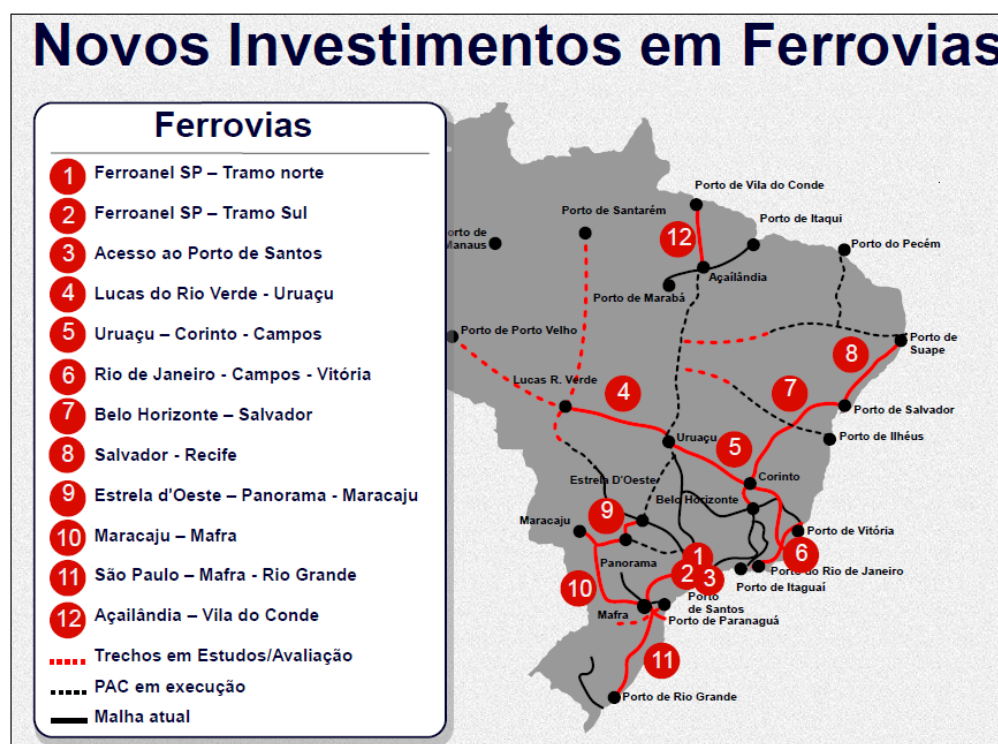 Novos Investimentos em Ferrovias
Ferrovias
1 Ferroanel SP – Tramo norte
2 Ferroanel SP – Tramo Sul
3 Acesso ao Porto de Santos
4 Lucas do Rio Verde - Uruaçu
5 Uruaçu – Corinto - Campos
6 Rio de Janeiro - Campos - Vitória
7 Belo Horizonte – Salvador
8 Salvador - Recife
9 Estrela d'Oeste – Panorama - Maracaju
10 Maracaju – Mafra
11 São Paulo – Mafra - Rio Grande
12 Açailândia – Vila do Conde
Trechos em Estudos/Avaliação
PAC em execução
Malha atual
Porto de Vila do Conde
Porto de Santarém
Porto de Itaqui
orto de
Manaus
12
Porto do Pecém
Açaílândia
Porto de Marabá
Porto de Porto Velho
Porto de
Suape
8
Lucas R. Verde
4
7
Porto de Salvador
Uruaçu
5
Porto de Ilhéus
Estrela D'Oeste
Corinto
Belo Horizonte
9
Maracaju
Porto de Vitória
Panorama
1
6
2
3
Porto do Rio de Janeiro
10
Porto de Itaguaí
Porto
de Santos
Mafra
Porto de Paranaguá
11
Porto de Rio Grande